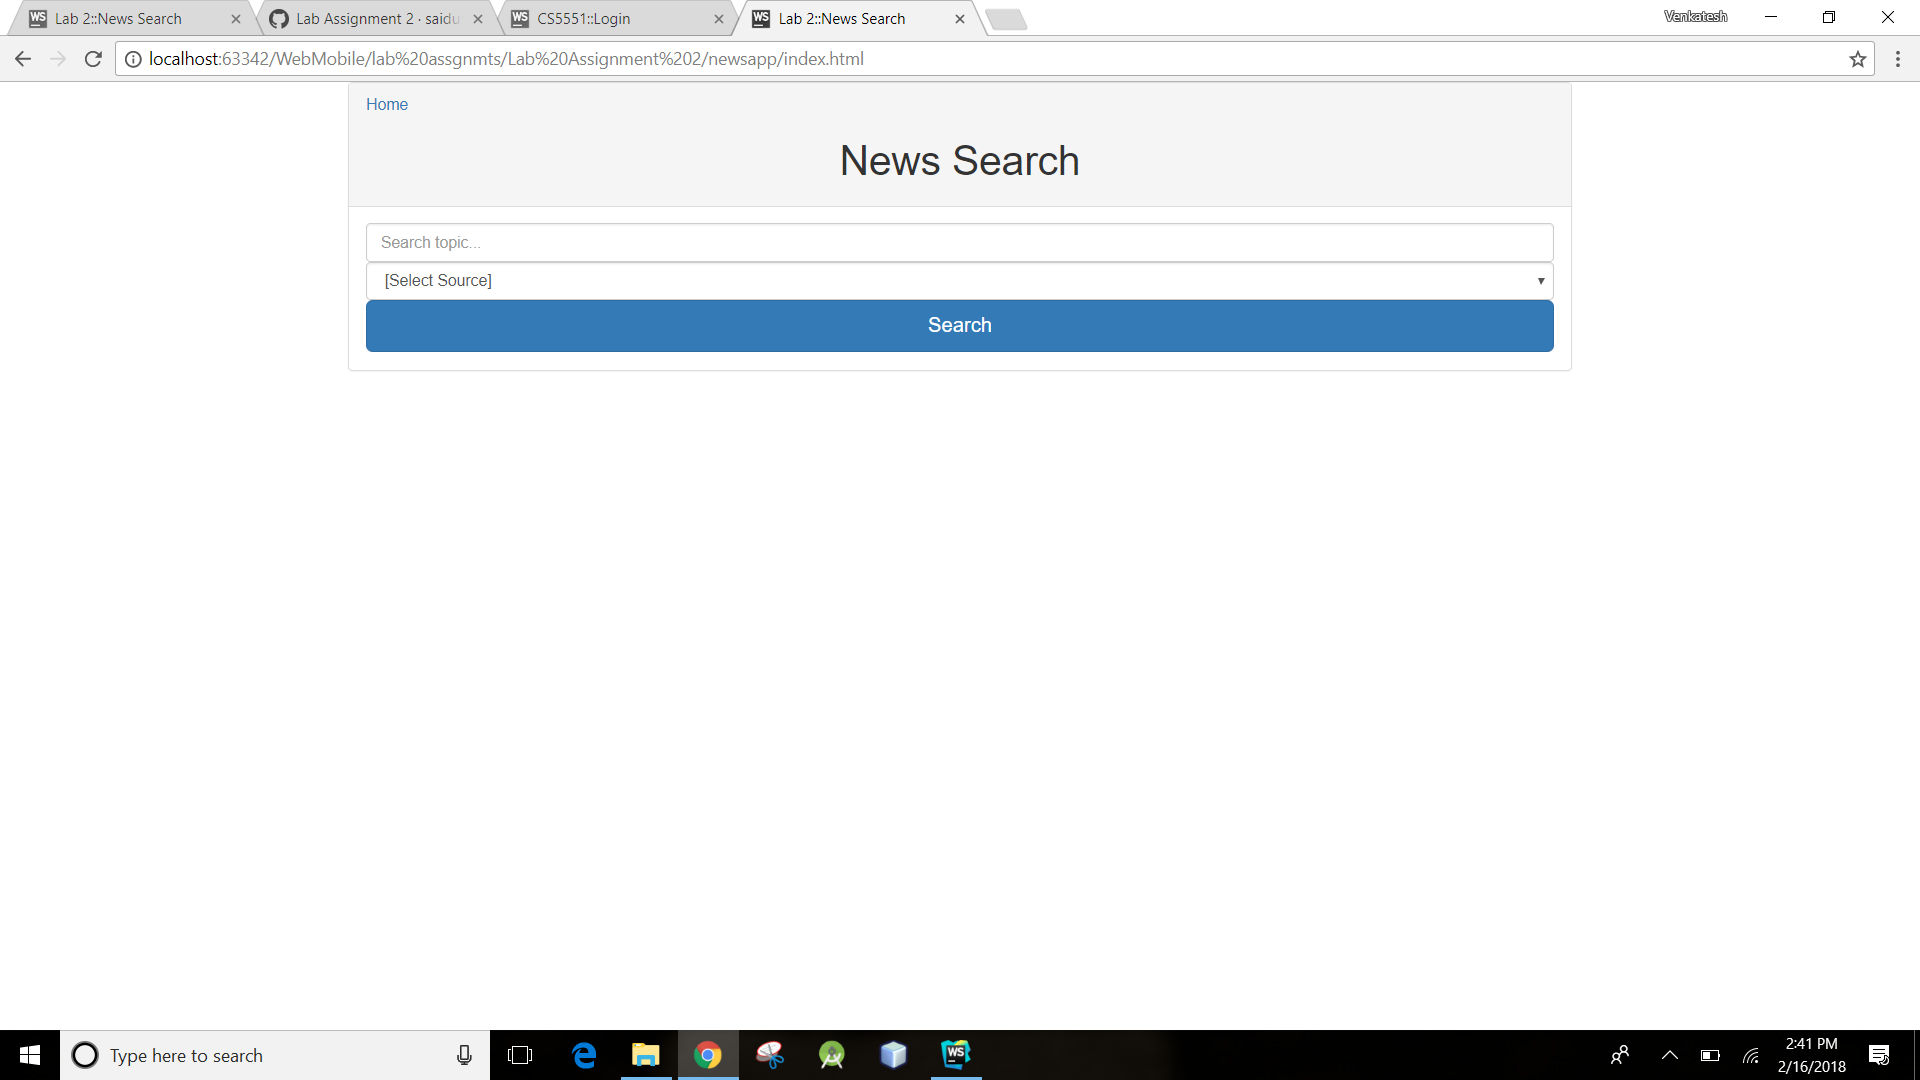 Lab 2::News Search
Lab Assignment 2 · saidu
CS5551::Login
Lab 2::News Search
Venkatesh
localhost:63342/WebMobile/lab%20assgnmts/Lab%20Assignment%202/newsapp/index.html
Home
News Search
Search topic...
[Select Source]
Search
Type here to search
2:41 PM
2/16/2018